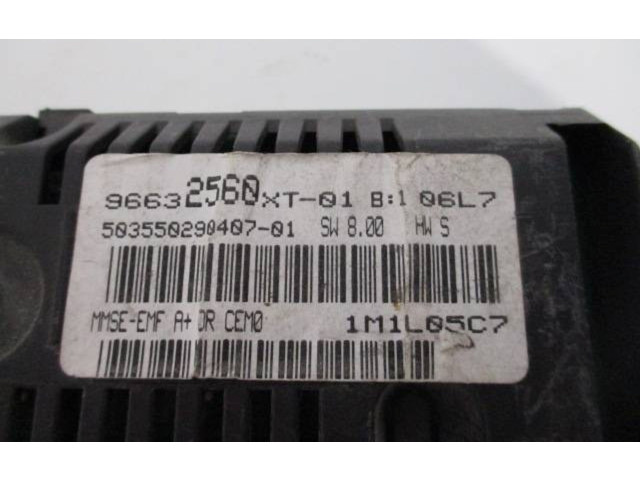 96632560XT-01 B:1 06L7
503550290407-01 SW 8.00 HW S
MMSE-EMF A+ DR CEM0 1M1L05C7